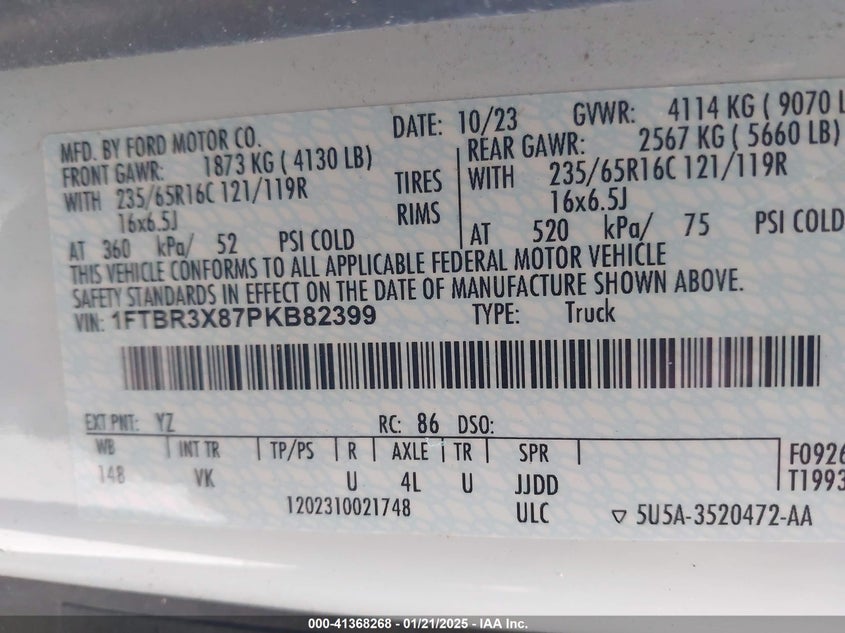 MFD. BY FORD MOTOR CO. DATE: 10/23 GVWR: 4114 KG ( 9070 L
FRONT GAWR: 1873 KG ( 4130 LB) REAR GAWR: 2567 KG ( 5660 LB)
WITH 235/65R16C 121/119R TIRES WITH 235/65R16C 121/119R
16x6.5J RIMS 16x6.5J
AT 360 kPa/ 52 PSI COLD AT 520 kPa/ 75 PSI COLD
THIS VEHICLE CONFORMS TO ALL APPLICABLE FEDERAL MOTOR VEHICLE
SAFETY STANDARDS IN EFFECT ON THE DATE OF MANUFACTURE SHOWN ABOVE.
VIN: 1FTBR3X87PKB82399 TYPE: Truck
EXT PNT: YZ RC: 86 DSO:
WB INT TR TP/PS R AXLE TR SPR F0926
148 VK U 4L U JJDD T1993
1202310021748 ULC ▽ 5U5A-3520472-AA
000-41368268 - 01/21/2025 - IAA Inc.